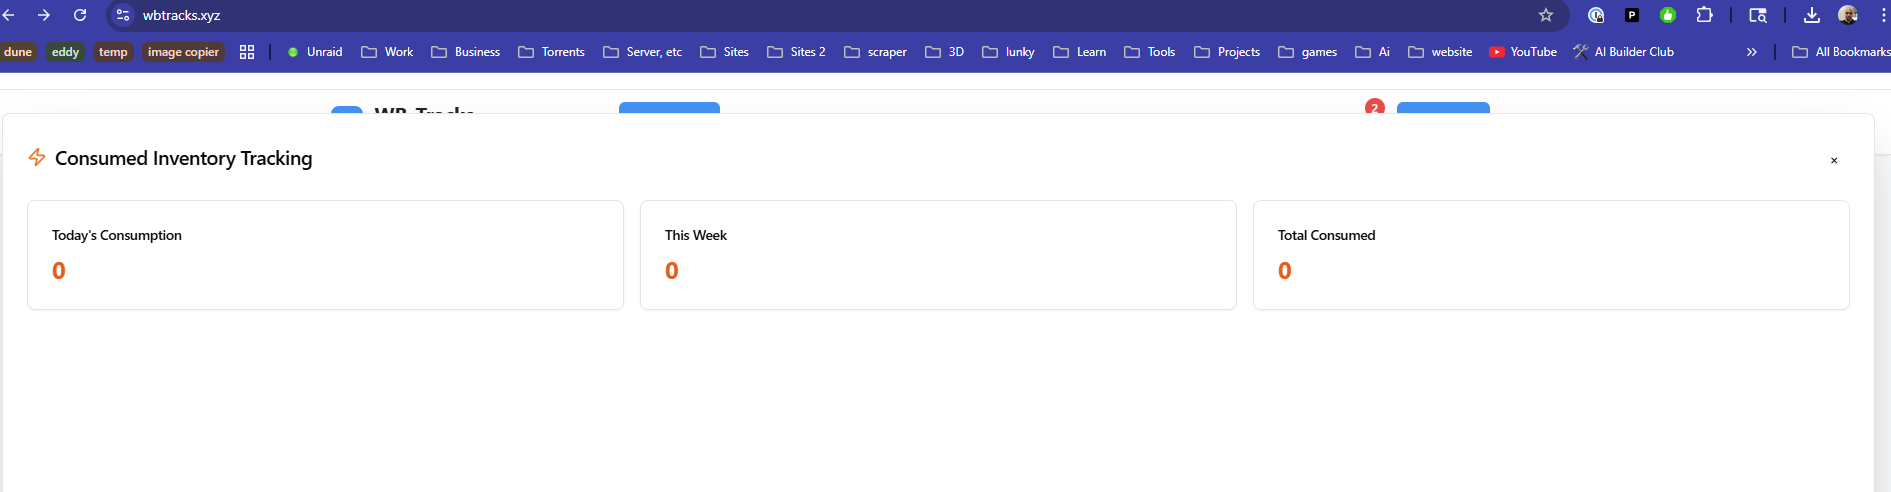 wbtracks.xyz
P
dune eddy temp image copier Unraid Work Business Torrents Server, etc Sites Sites 2 scraper 3D lunky Learn Tools Projects games Ai website YouTube AI Builder Club » All Bookmarks
WB-Tracks 2
Consumed Inventory Tracking ×
Today's Consumption This Week Total Consumed
0 0 0